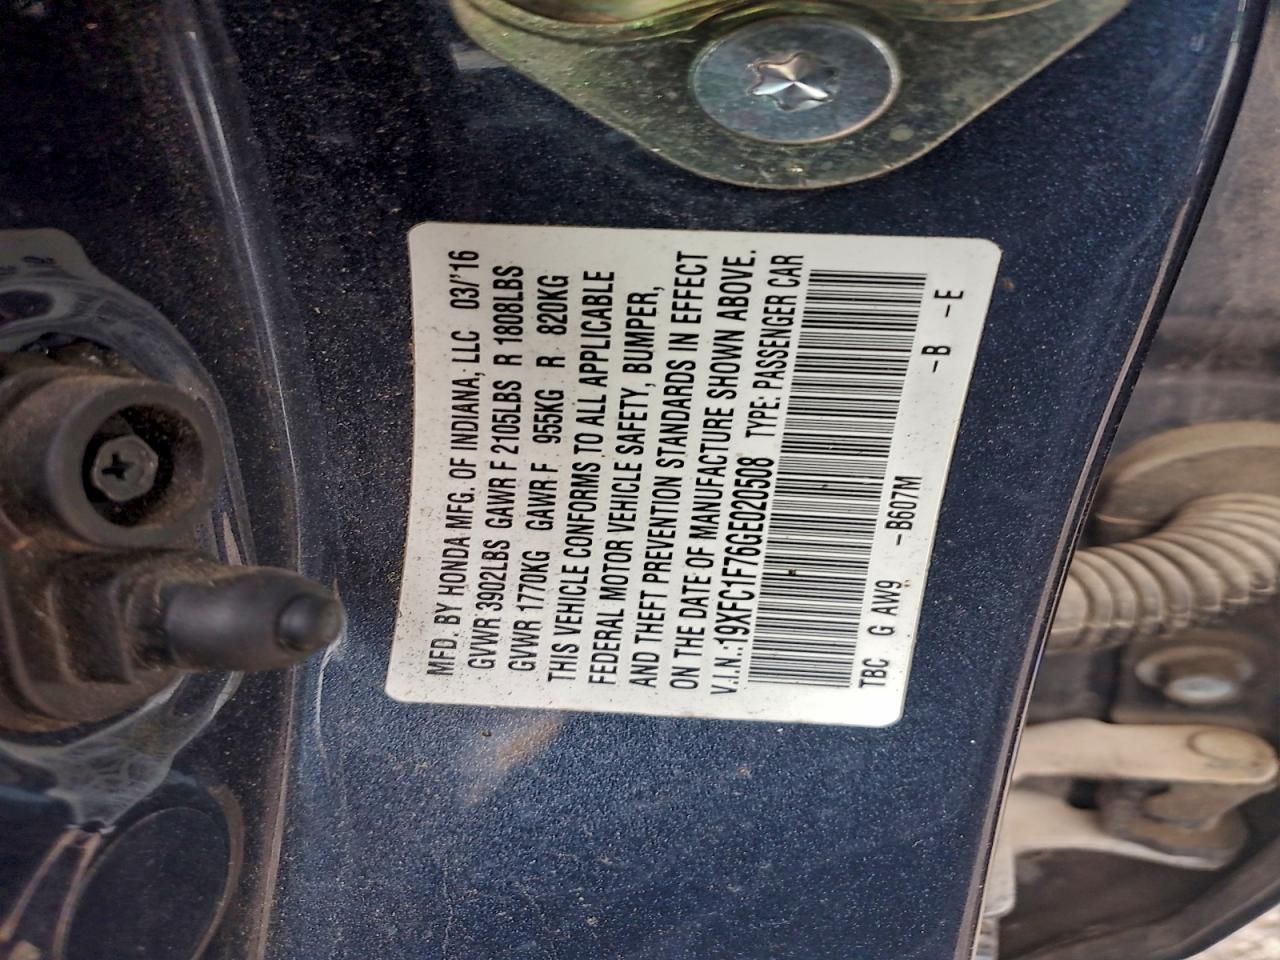 MFD. BY HONDA MFG. OF INDIANA, LLC 03/'16
GVWR 3902LBS GAWR F 2105LBS R 1808LBS
GVWR 1770KG GAWR F 955KG R 820KG
THIS VEHICLE CONFORMS TO ALL APPLICABLE
FEDERAL MOTOR VEHICLE SAFETY, BUMPER,
AND THEFT PREVENTION STANDARDS IN EFFECT
ON THE DATE OF MANUFACTURE SHOWN ABOVE.
V.I.N.:19XFC1F76GE020508 TYPE: PASSENGER CAR
TBC G AW9 -B607M -B -E